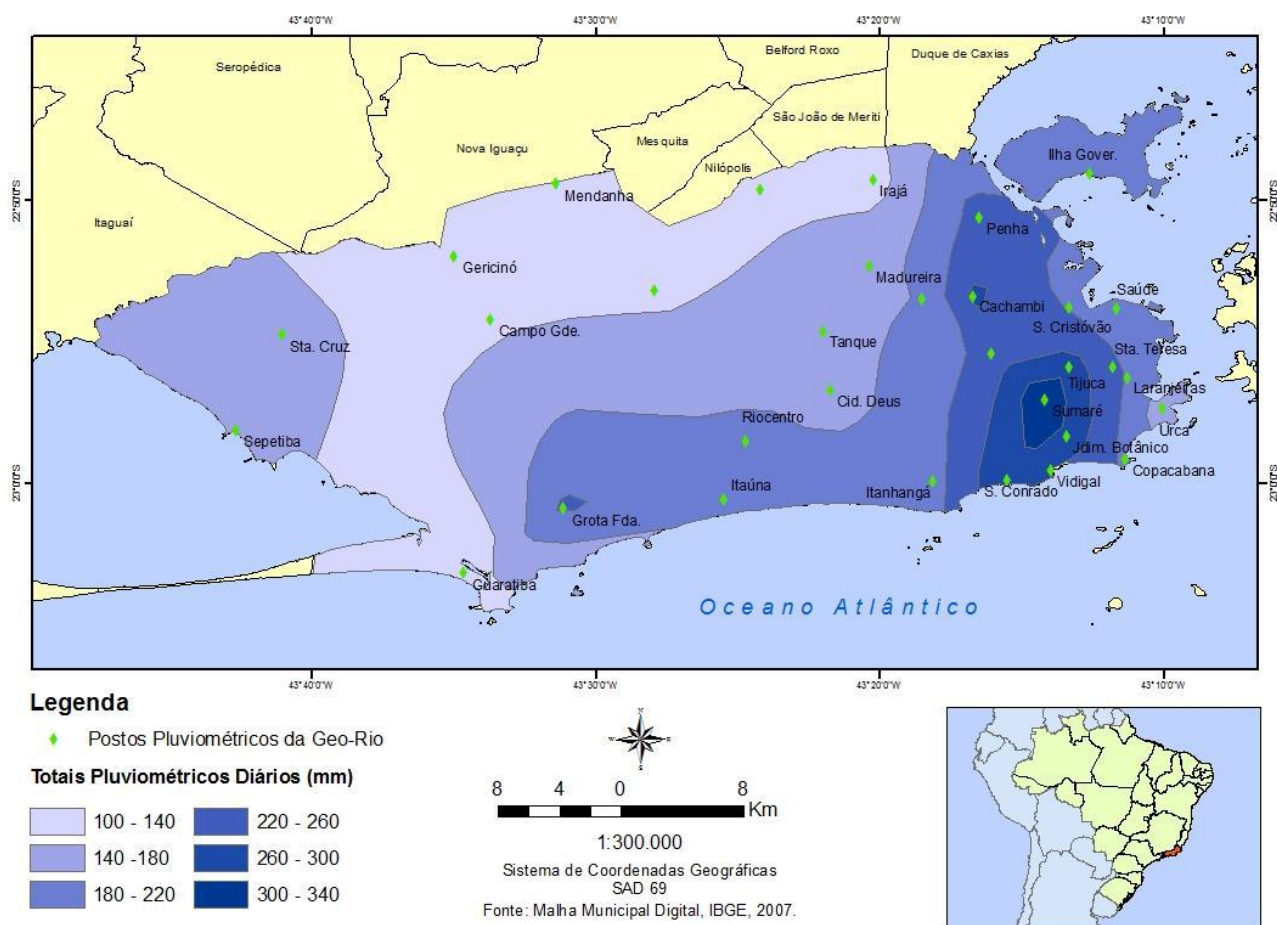 43°40'0"W
43°30'0"W
43°20'0"W
43°10'0"W
Belford Roxo
Duque de Caxias
Seropédica
São João de Meriti
Nova Iguaçu
Mesquita
Nilópolis
Ilha Gover.
Mendanha
Irajá
Itaguaí
Penha
Gericinó
Madureira
Saúde
Cachambi
Campo Gde.
S. Cristóvão
Sta. Cruz
Tanque
Sta. Teresa
Tijuca
Laranjeiras
Cid. Deus
Sumaré
Riocentro
Urca
Sepetiba
Jdim. Botânico
Copacabana
Vidigal
Itaúna
Itanhangá
S. Conrado
Grota Fda.
Guaratiba
Oceano Atlântico
43°40'0"W
43°30'0"W
43°20'0"W
43°10'0"W
Legenda
Postos Pluviométricos da Geo-Rio
Totais Pluviométricos Diários (mm)
100 - 140
220 - 260
140 -180
260 - 300
180 - 220
300 - 340
N
8 4 0 8
Km
1:300.000
Sistema de Coordenadas Geográficas
SAD 69
Fonte: Malha Municipal Digital, IBGE, 2007.